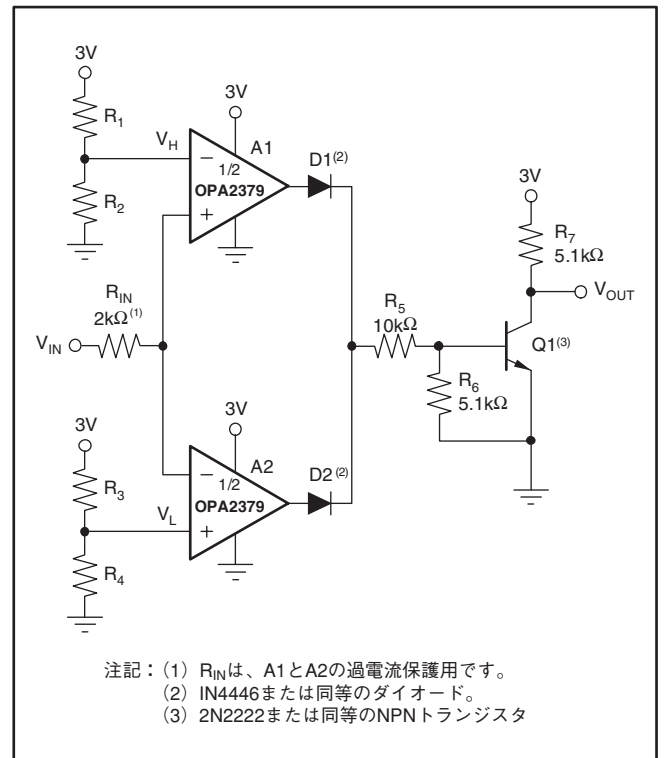 3V
R1
VH
R2
3V
A1
1/2
OPA2379
−
+
D1(2)
3V
R7
5.1kΩ
VOUT
RIN
2kΩ(1)
VIN
R5
10kΩ
Q1(3)
R6
5.1kΩ
3V
R3
VL
R4
3V
A2
−
1/2
OPA2379
+
D2(2)
注記：(1) RINは、A1とA2の過電流保護用です。
(2) IN4446または同等のダイオード。
(3) 2N2222または同等のNPNトランジスタ